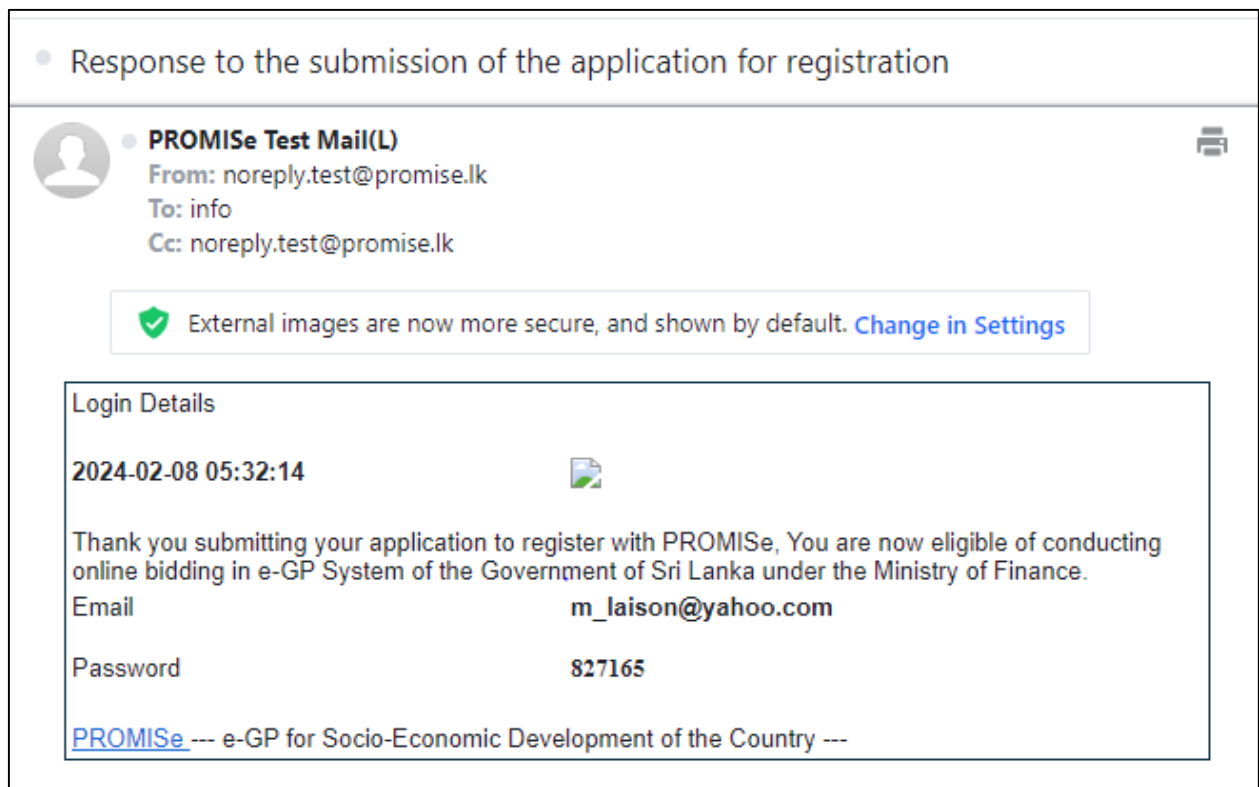 Response to the submission of the application for registration
PROMISe Test Mail(L)
From: noreply.test@promise.lk
To: info
Cc: noreply.test@promise.lk
External images are now more secure, and shown by default. Change in Settings
Login Details
2024-02-08 05:32:14
Thank you submitting your application to register with PROMISe, You are now eligible of conducting
online bidding in e-GP System of the Government of Sri Lanka under the Ministry of Finance.
Email m_laison@yahoo.com
Password 827165
PROMISe --- e-GP for Socio-Economic Development of the Country ---